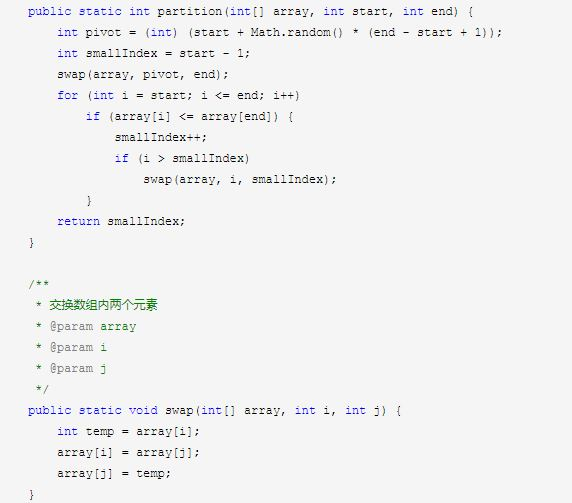 public static int partition(int[] array, int start, int end) {
    int pivot = (int) (start + Math.random() * (end - start + 1));
    int smallIndex = start - 1;
    swap(array, pivot, end);
    for (int i = start; i <= end; i++)
        if (array[i] <= array[end]) {
            smallIndex++;
            if (i > smallIndex)
                swap(array, i, smallIndex);
        }
    return smallIndex;
}

/**
 * 交换数组内两个元素
 * @param array
 * @param i
 * @param j
 */
public static void swap(int[] array, int i, int j) {
    int temp = array[i];
    array[i] = array[j];
    array[j] = temp;
}